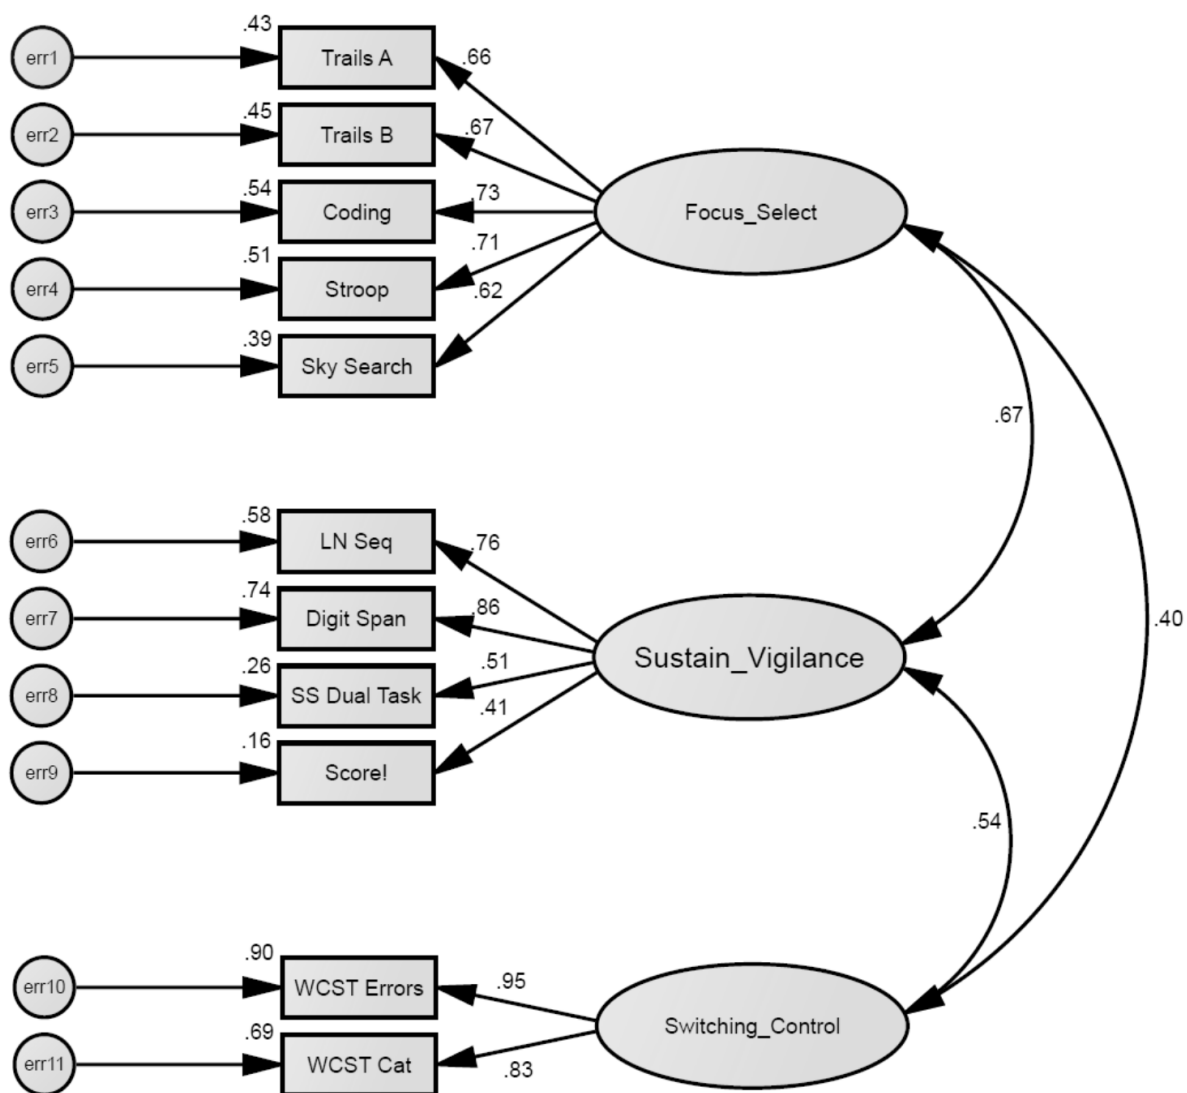 .43
err1
Trails A
.66
.45
err2
Trails B
.67
.54
err3
Coding
.73
Focus_Select
.51
err4
Stroop
.71
.39
err5
Sky Search
.62
.67
.58
err6
LN Seq
.76
.74
err7
Digit Span
.86
.40
.26
err8
SS Dual Task
.51
Sustain_Vigilance
.16
err9
Score!
.41
.54
.90
err10
WCST Errors
.95
Switching_Control
.69
err11
WCST Cat
.83